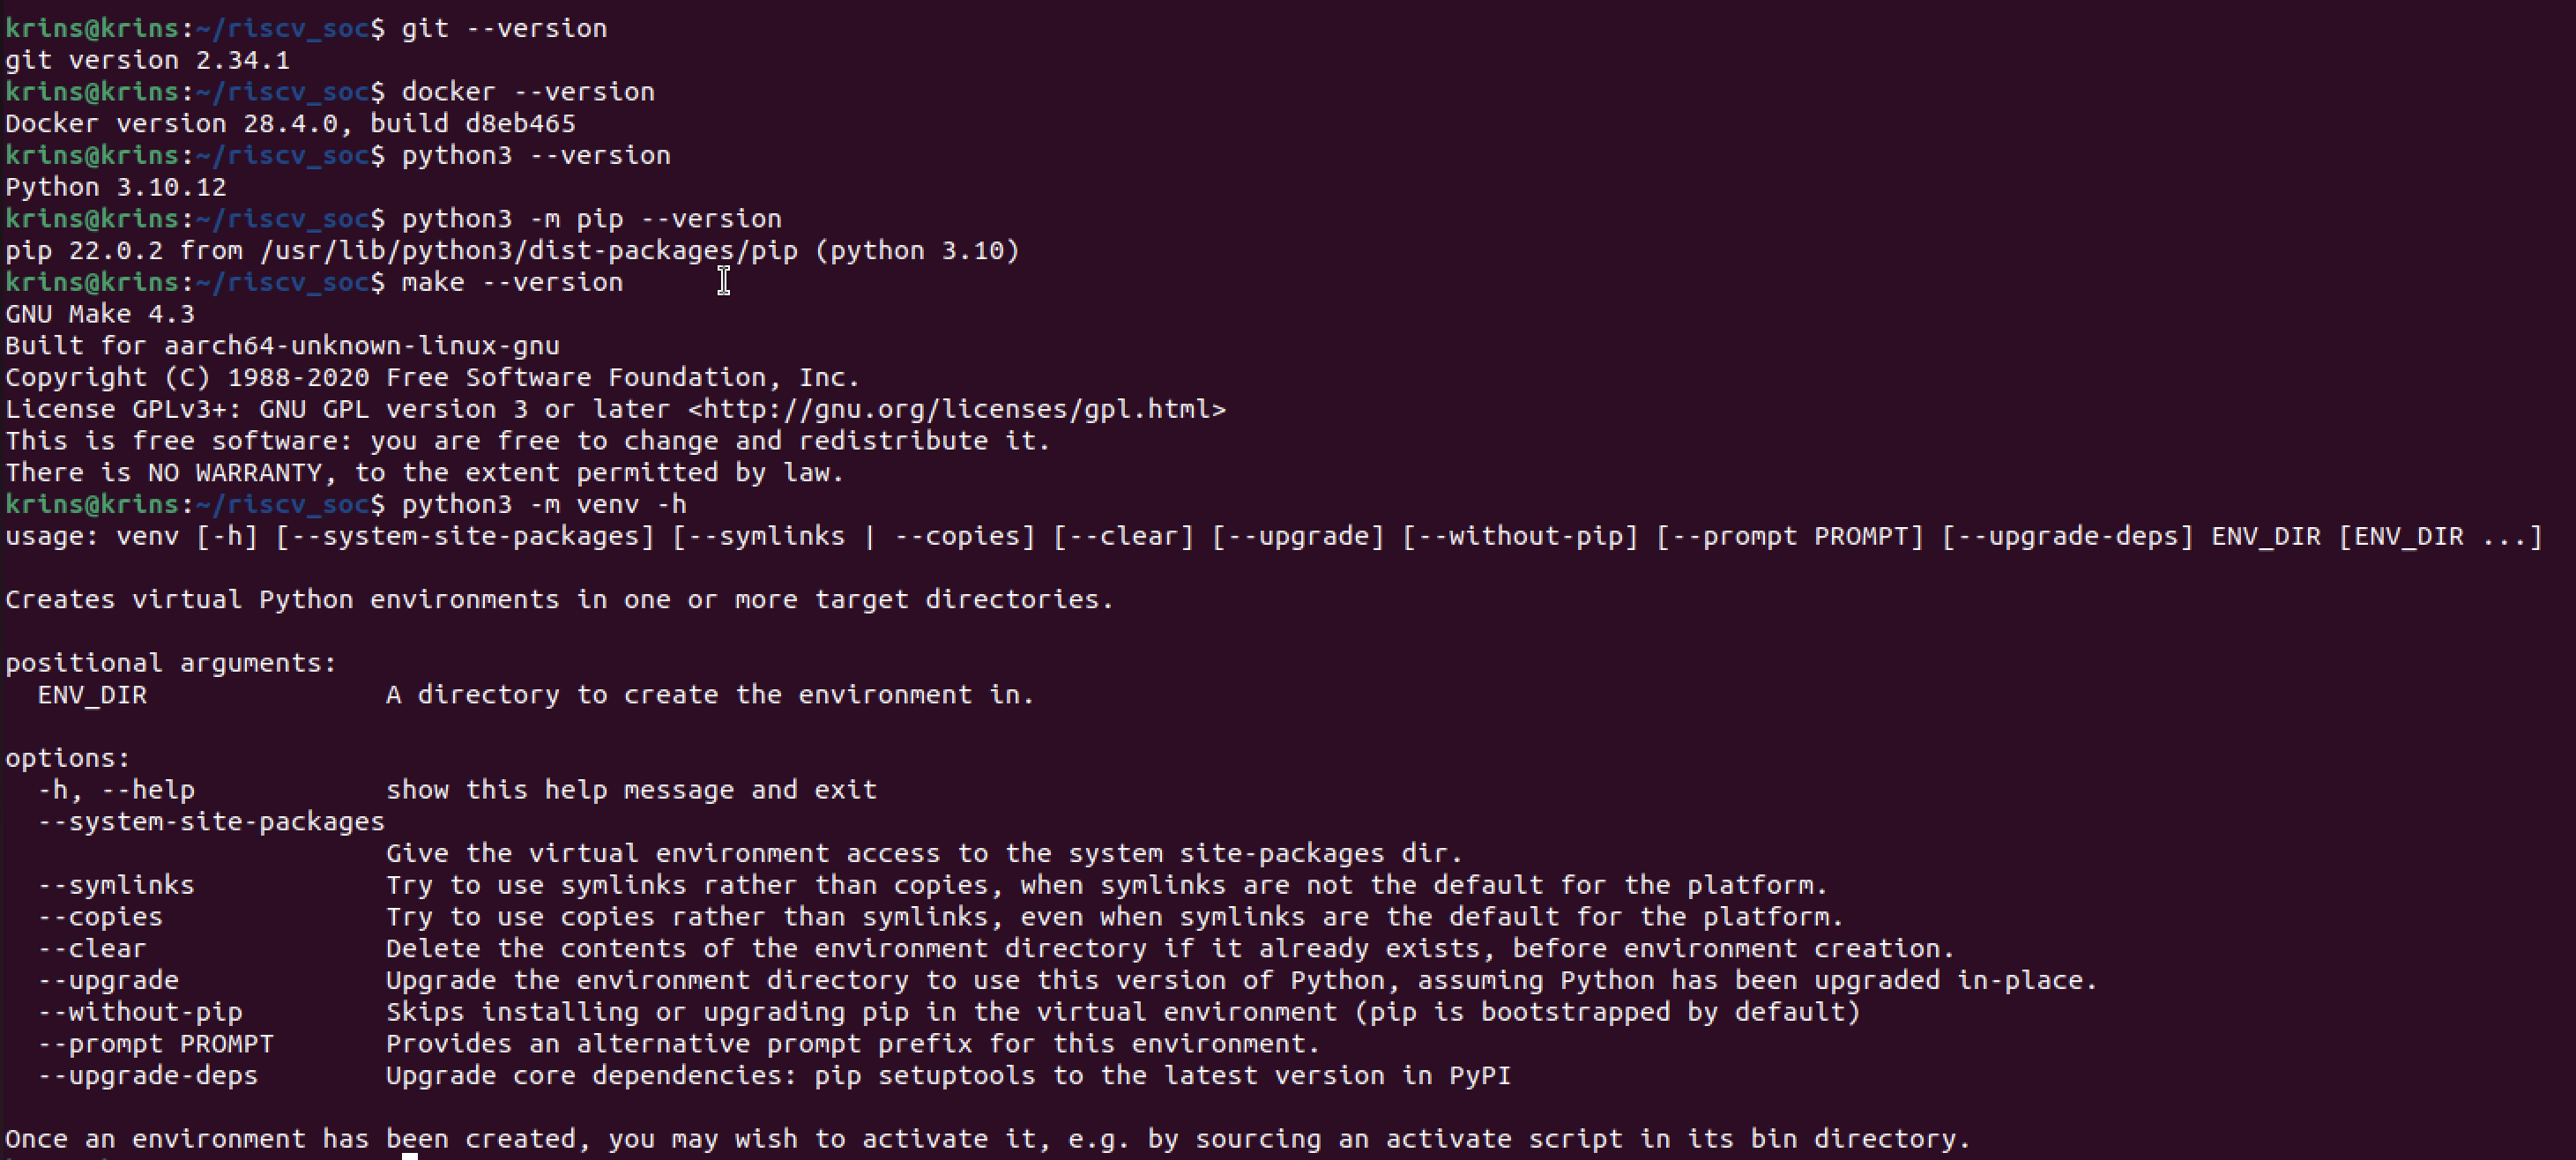 krins@krins:~/riscv_soc$ git --version
git version 2.34.1
krins@krins:~/riscv_soc$ docker --version
Docker version 28.4.0, build d8eb465
krins@krins:~/riscv_soc$ python3 --version
Python 3.10.12
krins@krins:~/riscv_soc$ python3 -m pip --version
pip 22.0.2 from /usr/lib/python3/dist-packages/pip (python 3.10)
krins@krins:~/riscv_soc$ make --version
GNU Make 4.3
Built for aarch64-unknown-linux-gnu
Copyright (C) 1988-2020 Free Software Foundation, Inc.
License GPLv3+: GNU GPL version 3 or later <http://gnu.org/licenses/gpl.html>
This is free software: you are free to change and redistribute it.
There is NO WARRANTY, to the extent permitted by law.
krins@krins:~/riscv_soc$ python3 -m venv -h
usage: venv [-h] [--system-site-packages] [--symlinks | --copies] [--clear] [--upgrade] [--without-pip] [--prompt PROMPT] [--upgrade-deps] ENV_DIR [ENV_DIR ...]

Creates virtual Python environments in one or more target directories.

positional arguments:
  ENV_DIR               A directory to create the environment in.

options:
  -h, --help            show this help message and exit
  --system-site-packages
                        Give the virtual environment access to the system site-packages dir.
  --symlinks            Try to use symlinks rather than copies, when symlinks are not the default for the platform.
  --copies              Try to use copies rather than symlinks, even when symlinks are the default for the platform.
  --clear               Delete the contents of the environment directory if it already exists, before environment creation.
  --upgrade             Upgrade the environment directory to use this version of Python, assuming Python has been upgraded in-place.
  --without-pip         Skips installing or upgrading pip in the virtual environment (pip is bootstrapped by default)
  --prompt PROMPT       Provides an alternative prompt prefix for this environment.
  --upgrade-deps        Upgrade core dependencies: pip setuptools to the latest version in PyPI

Once an environment has been created, you may wish to activate it, e.g. by sourcing an activate script in its bin directory.